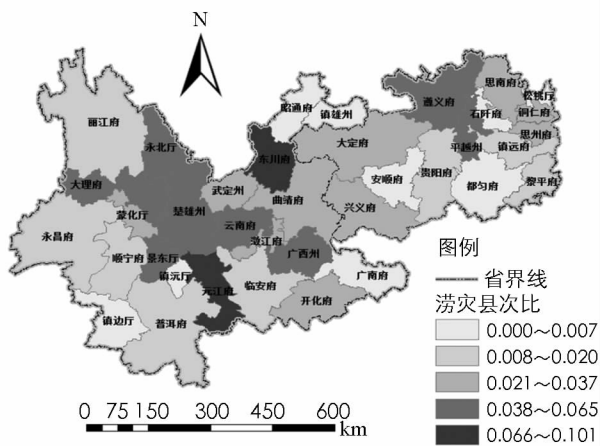 N
昭通府
镇雄州
遵义府
思南府
松桃厅
石阡府
铜仁府
思州府
丽江府
永北厅
东川府
大定府
平越州
镇远府
大理府
武定州
安顺府
贵阳府
都匀府
黎平府
蒙化厅
楚雄州
曲靖府
兴义府
永昌府
云南府
澂江府
顺宁府
景东厅
广西州
镇沅厅
元江府
临安府
广南府
开化府
镇边厅
普洱府
图例
省界线
涝灾县次比
0.000～0.007
0.008～0.020
0.021～0.037
0.038～0.065
0.066～0.101
0 75 150 300 450 600
km